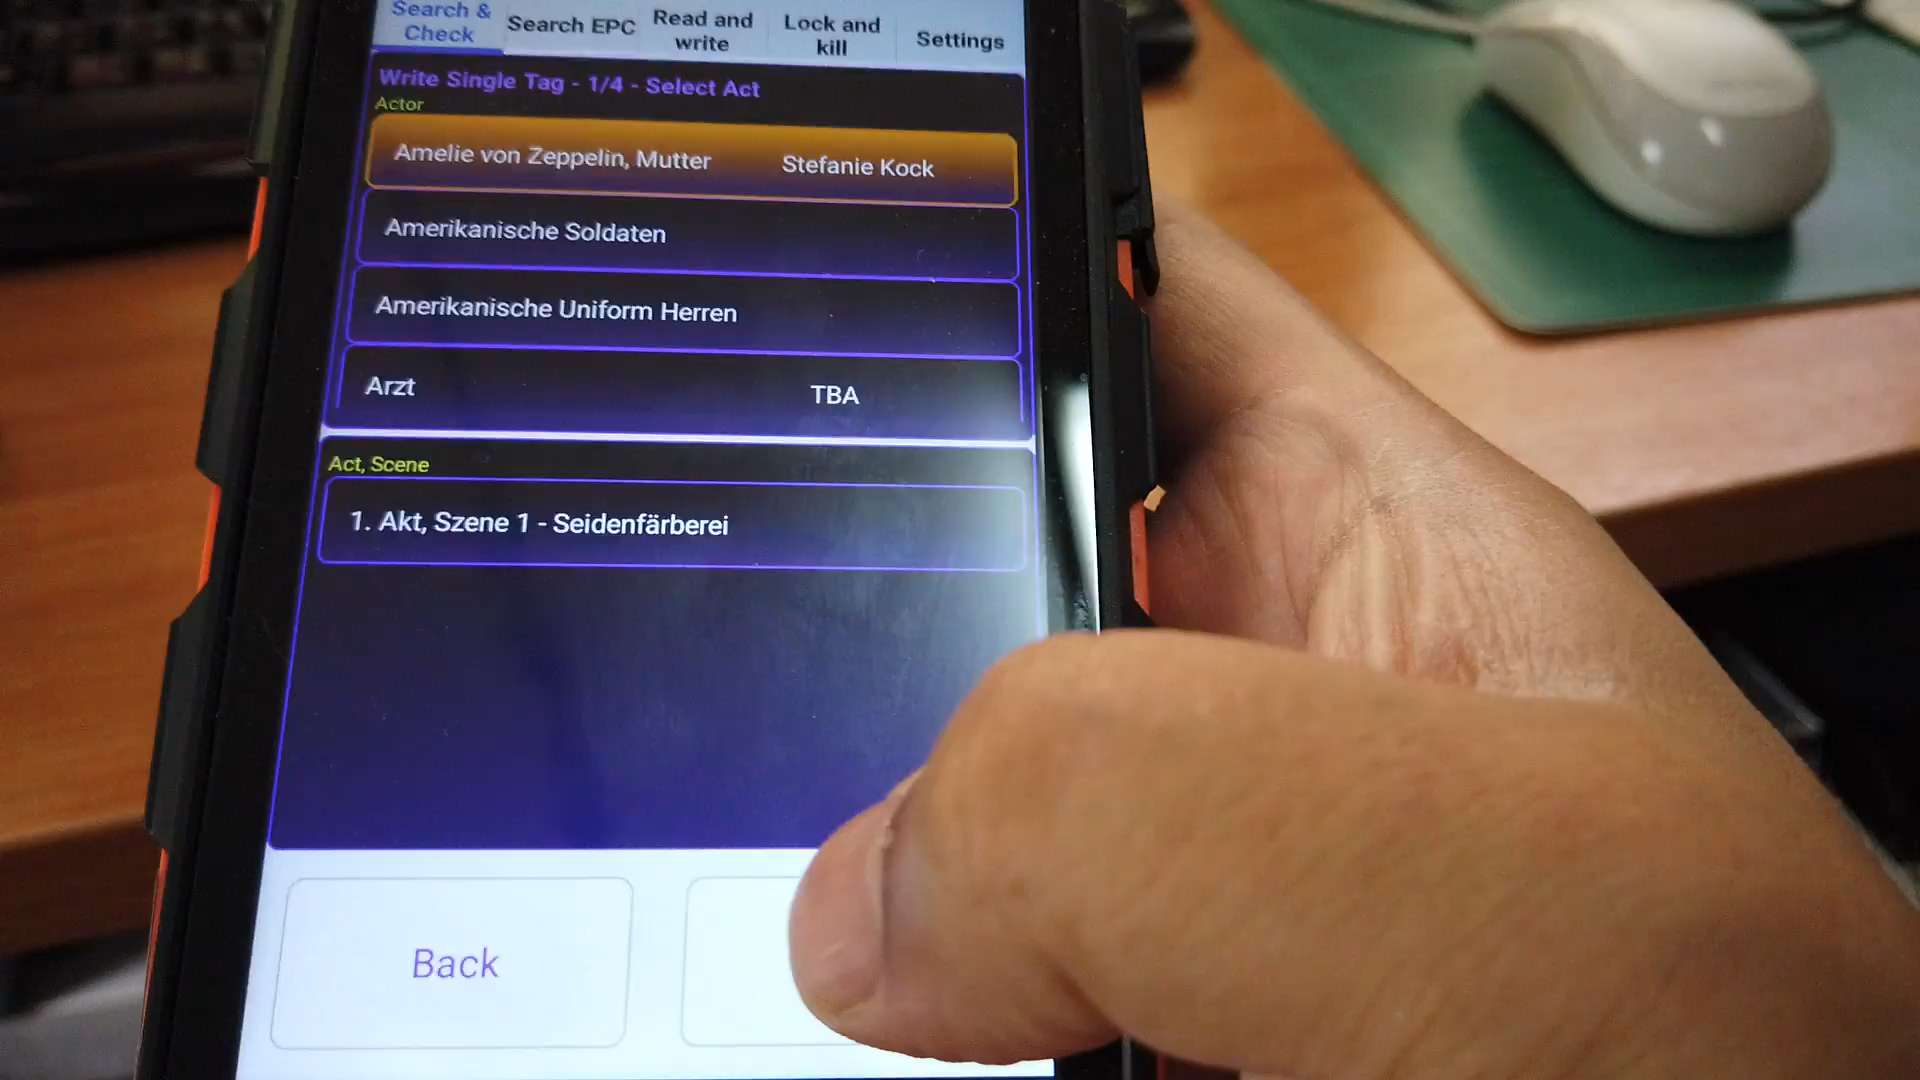 Search &
Check
Search EPC
Read and
write
Lock and
kill
Settings
Write Single Tag - 1/4 - Select Act
Actor
Amelie von Zeppelin, Mutter Stefanie Kock
Amerikanische Soldaten
Amerikanische Uniform Herren
Arzt TBA
Act, Scene
1. Akt, Szene 1 - Seidenfärberei
Back